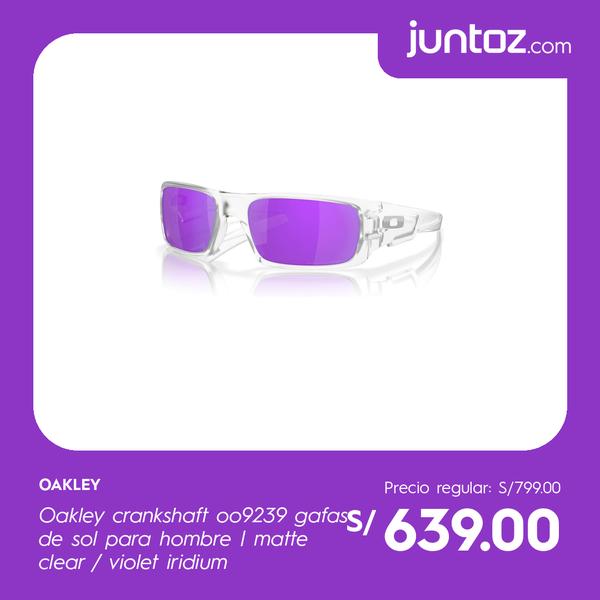 juntoz.com
OAKLEY
Oakley crankshaft oo9239 gafas
de sol para hombre | matte
clear / violet iridium
Precio regular: S/799.00
S/ 639.00